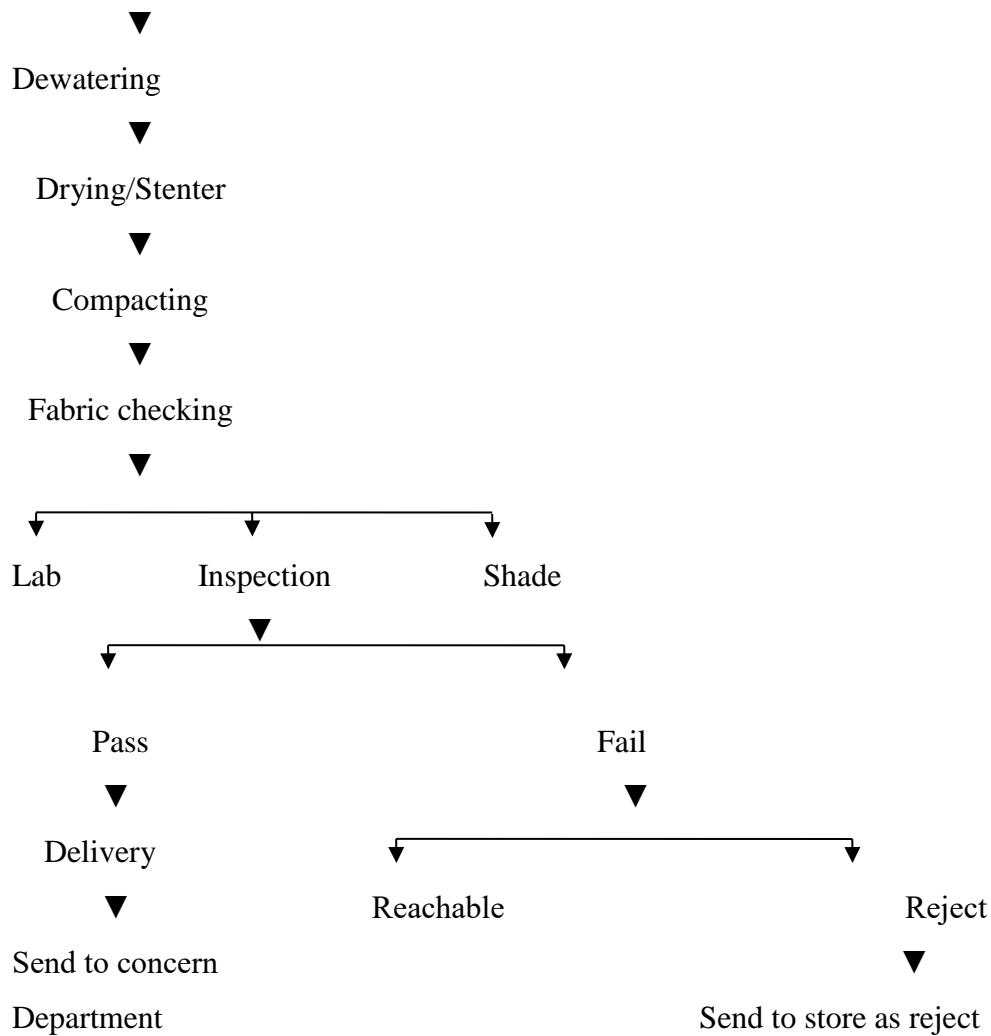 Dewatering
Drying/Stenter
Compacting
Fabric checking
Lab Inspection Shade
Pass Fail
Delivery
Reachable Reject
Send to concern
Department Send to store as reject